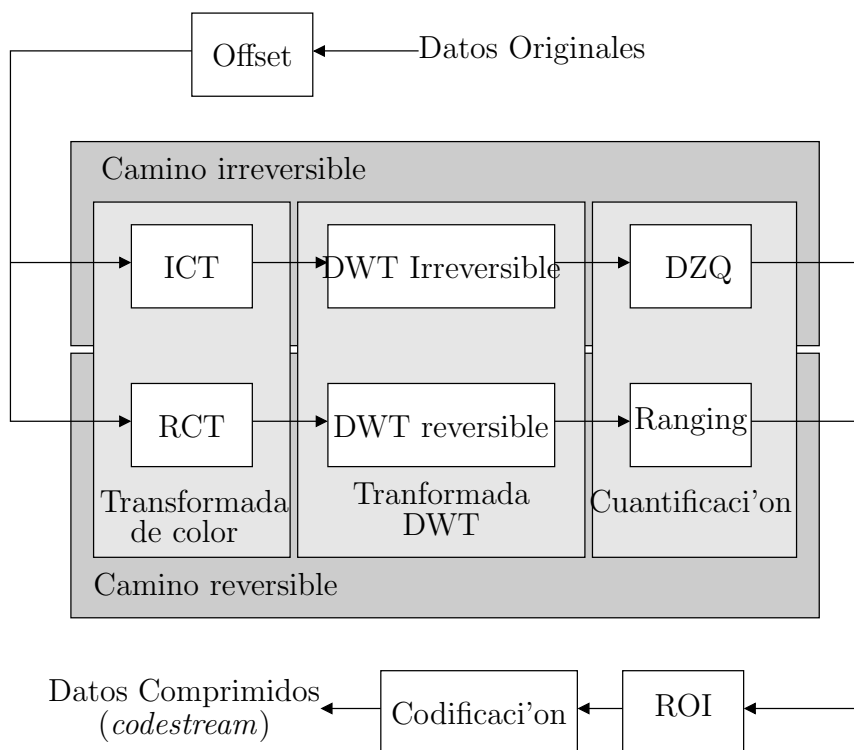 Offset
Datos Originales
Camino irreversible
ICT
DWT Irreversible
DZQ
RCT
DWT reversible
Ranging
Transformada
de color
Tranformada
DWT
Cuantificaci'on
Camino reversible
Datos Comprimidos
(codestream)
Codificaci'on
ROI